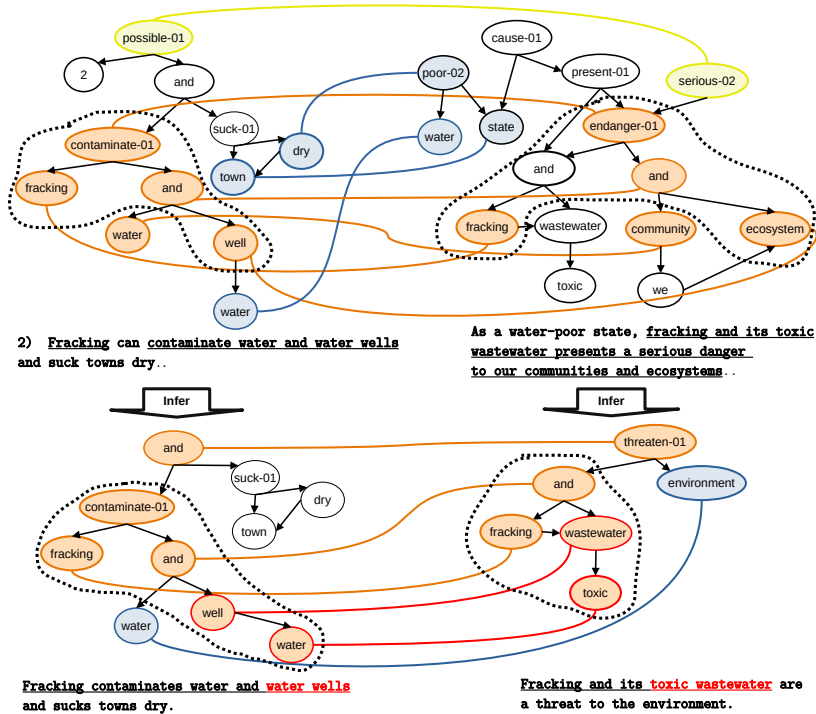 possible-01
cause-01
2
and
poor-02
present-01
serious-02
suck-01
contaminate-01
dry
water
state
endanger-01
fracking
and
town
and
and
water
well
fracking
wastewater
community
ecosystem
water
toxic
we
2) Fracking can contaminate water and water wells
and suck towns dry..
As a water-poor state, fracking and its toxic
wastewater presents a serious danger
to our communities and ecosystems..
Infer
Infer
and
threaten-01
suck-01
dry
and
environment
contaminate-01
town
fracking
wastewater
fracking
and
toxic
water
well
water
Fracking contaminates water and water wells
and sucks towns dry.
Fracking and its toxic wastewater are
a threat to the environment.